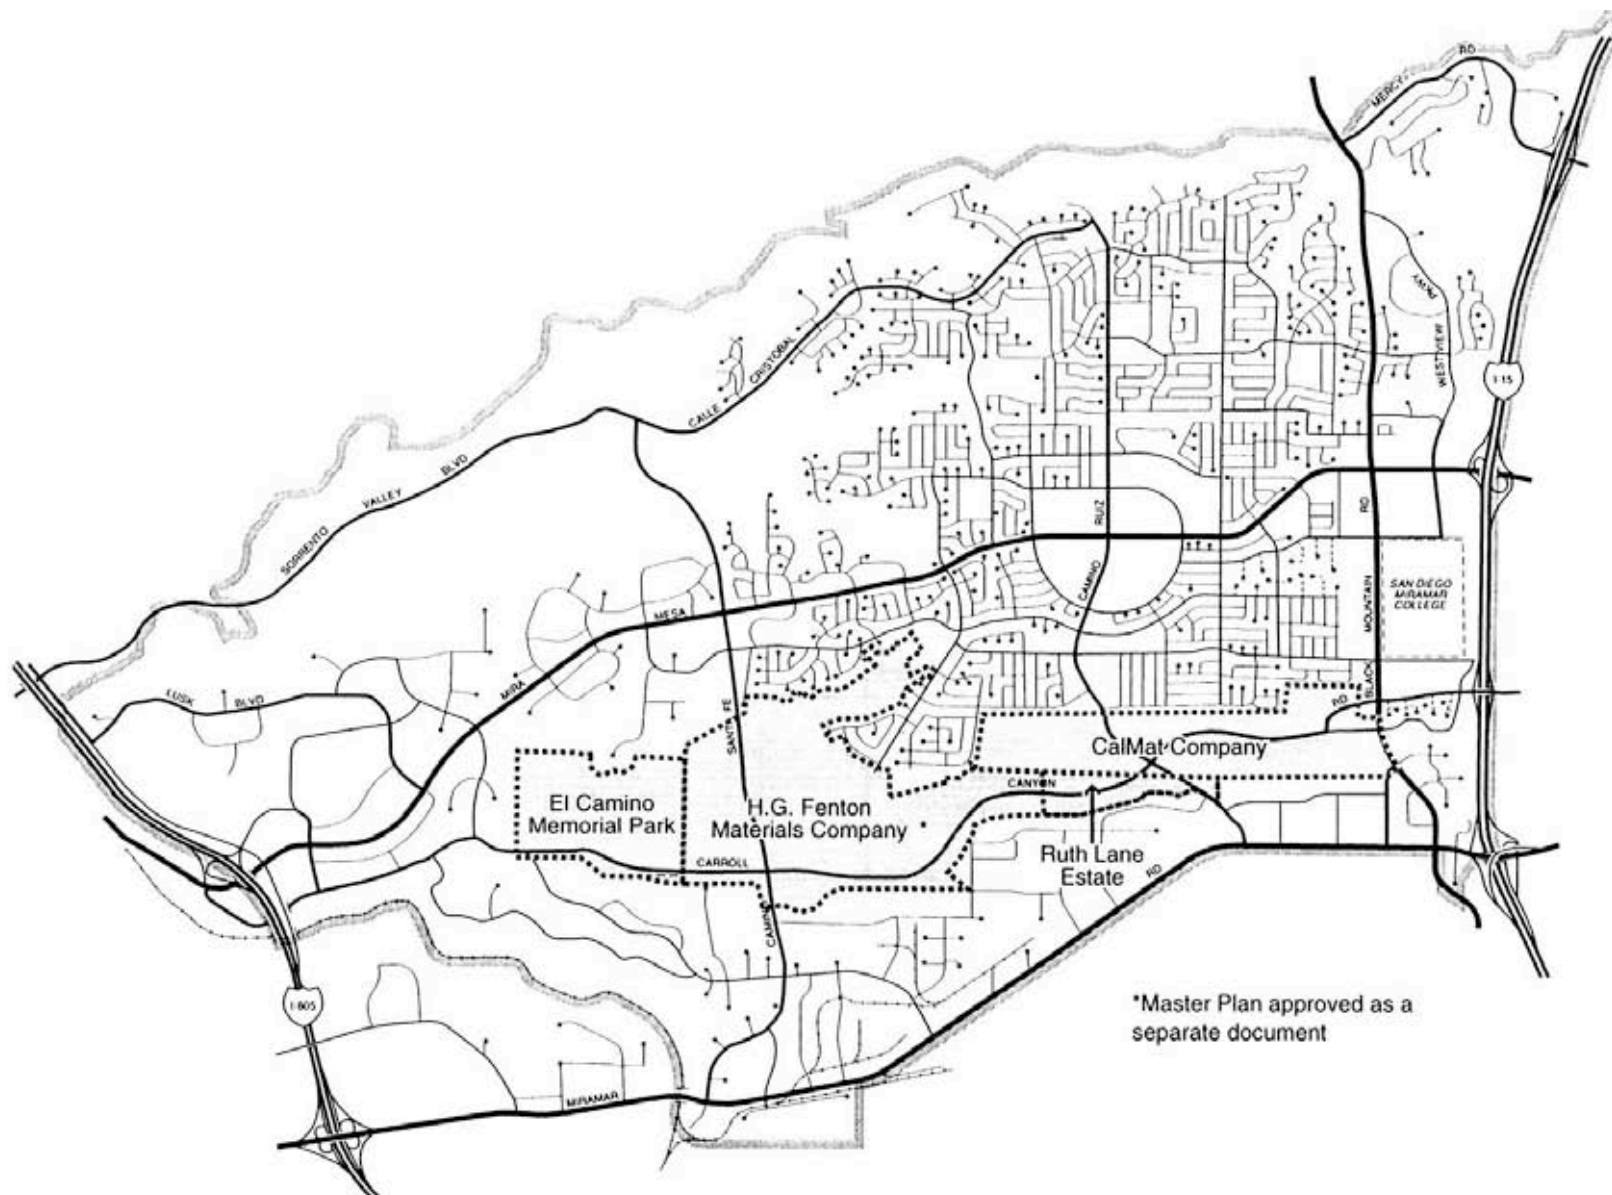 MERCY
RD
PKWY
WESTVIEW
I-15
CALLE
CRISTOBAL
SORRENTO
VALLEY
BLVD
RUIZ
CAMINO
RD
MOUNTAIN
BLACK
SAN DIEGO
MIRAMAR
COLLEGE
MESA
MIRA
LUSK
BLVD
SANTA FE
CAMINO
RD
CalMat Company
CANYON
El Camino
Memorial Park
H.G. Fenton
Materials Company
CARROLL
Ruth Lane
Estate
RD
I-805
MIRAMAR
*Master Plan approved as a
separate document